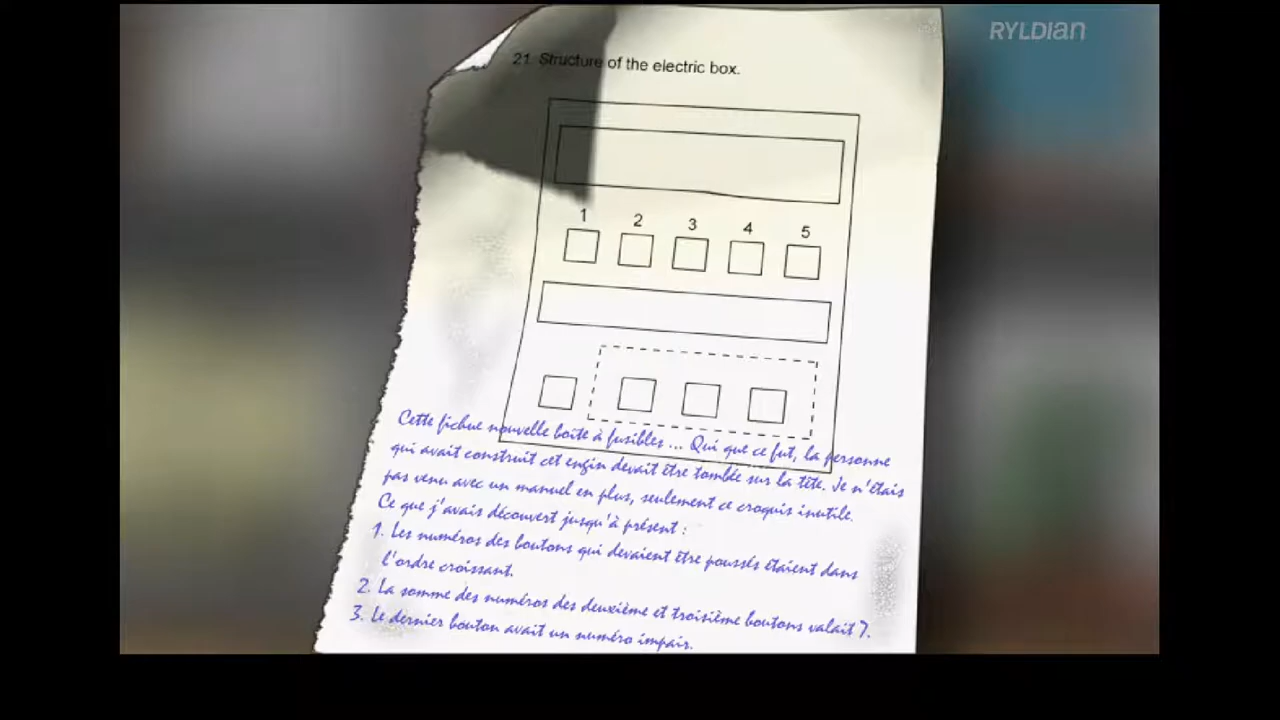 RYLDIAN
21. Structure of the electric box.
1 2 3 4 5
Cette fichue nouvelle boîte à fusibles ... Qui que ce fut, la personne
qui avait construit cet engin devait être tombée sur la tête. Je n'étais
pas venu avec un manuel en plus, seulement ce croquis inutile.
Ce que j'avais découvert jusqu'à présent :
1. Les numéros des boutons qui devaient être poussés étaient dans
l'ordre croissant.
2. La somme des numéros des deuxième et troisième boutons valait 7.
3. Le dernier bouton avait un numéro impair.